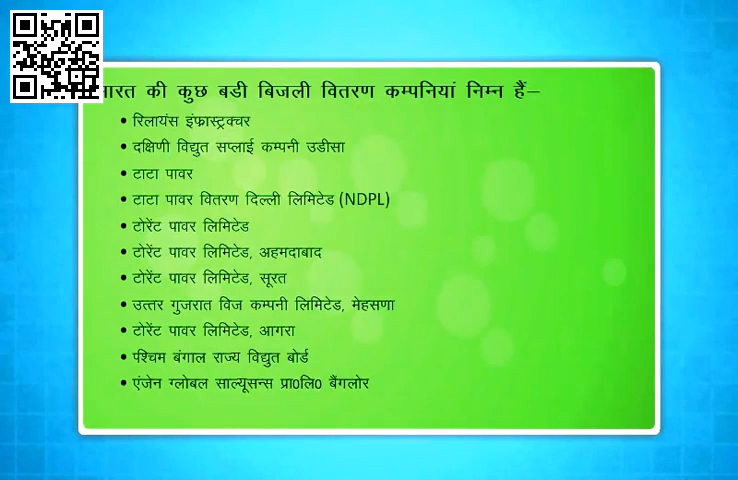 भारत की कुछ बडी बिजली वितरण कम्पनियां निम्न हैं–
• रिलायंस इंफ्रास्ट्रक्चर
• दक्षिणी विद्युत सप्लाई कम्पनी उडीसा
• टाटा पावर
• टाटा पावर वितरण दिल्ली लिमिटेड (NDPL)
• टोरेंट पावर लिमिटेड
• टोरेंट पावर लिमिटेड, अहमदाबाद
• टोरेंट पावर लिमिटेड, सूरत
• उत्तर गुजरात विज कम्पनी लिमिटेड, मेहसणा
• टोरेंट पावर लिमिटेड, आगरा
• पश्चिम बंगाल राज्य विद्युत बोर्ड
• एंजेन ग्लोबल साल्यूसन्स प्रा0लि0 बैंगलोर